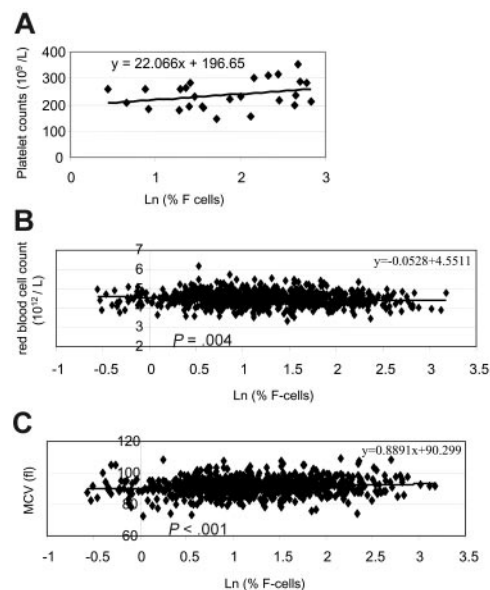 A
y = 22.066x + 196.65
Platelet counts (10⁹ /L)
400
300
200
100
0
0 1 2 3
Ln (% F cells)
B
y=-0.0528+4.5511
red blood cell count
(10¹² / L)
7
6
5
4
3
2
P = .004
-1 -0.5 0 0.5 1 1.5 2 2.5 3 3.5
Ln (% F-cells)
C
y=0.8891x+90.299
MCV (fl)
120
100
80
60
P < .001
-1 -0.5 0 0.5 1 1.5 2 2.5 3 3.5
Ln (% F-cells)